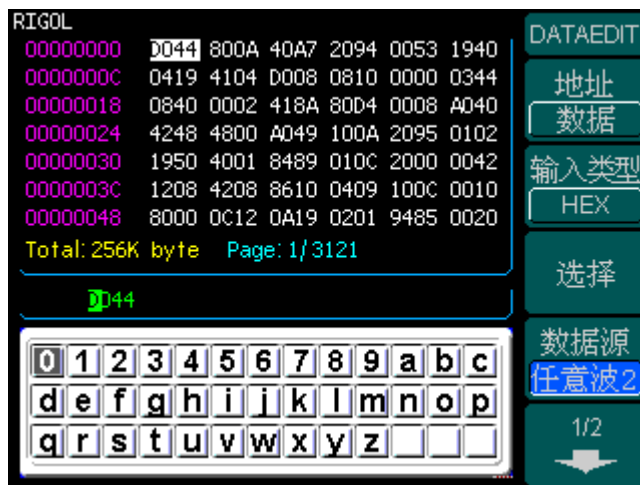 RIGOL
00000000 D044 800A 40A7 2094 0053 1940
0000000C 0419 4104 D008 0810 0000 0344
00000018 0840 0002 418A 80D4 0008 A040
00000024 4248 4800 A049 100A 2095 0102
00000030 1950 4001 8489 010C 2000 0042
0000003C 1208 4208 8610 0409 100C 0010
00000048 8000 0C12 0A19 0201 9485 0020
Total: 256K byte Page: 1/3121
D044
0 1 2 3 4 5 6 7 8 9 a b c
d e f g h i j k l m n o p
q r s t u v w x y z
DATAEDIT
地址
数据
输入类型
HEX
选择
数据源
任意波2
1/2